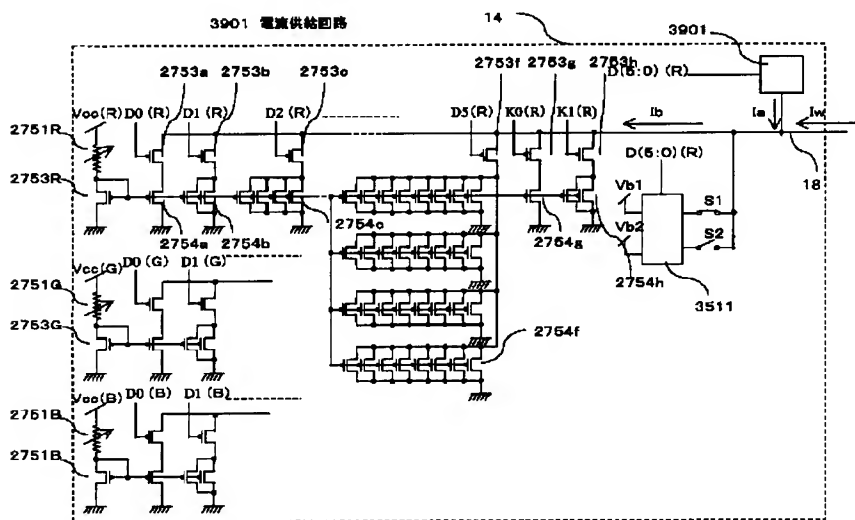 3901 電流供給回路
14
3901
2753a
2753b
2753c
2753f
2753g
2753h
D(5:0)(R)
Vcc(R)
D0(R)
D1(R)
D2(R)
D5(R)
K0(R)
K1(R)
Ib
Ia
Iw
2751R
18
D(5:0)(R)
2753R
Vb1
S1
Vb2
S2
2754a
2754b
2754c
2754g
2754h
3511
Vcc(G)
D0(G)
D1(G)
2751G
2753G
2754f
Vcc(B)
D0(B)
D1(B)
2751B
2751B